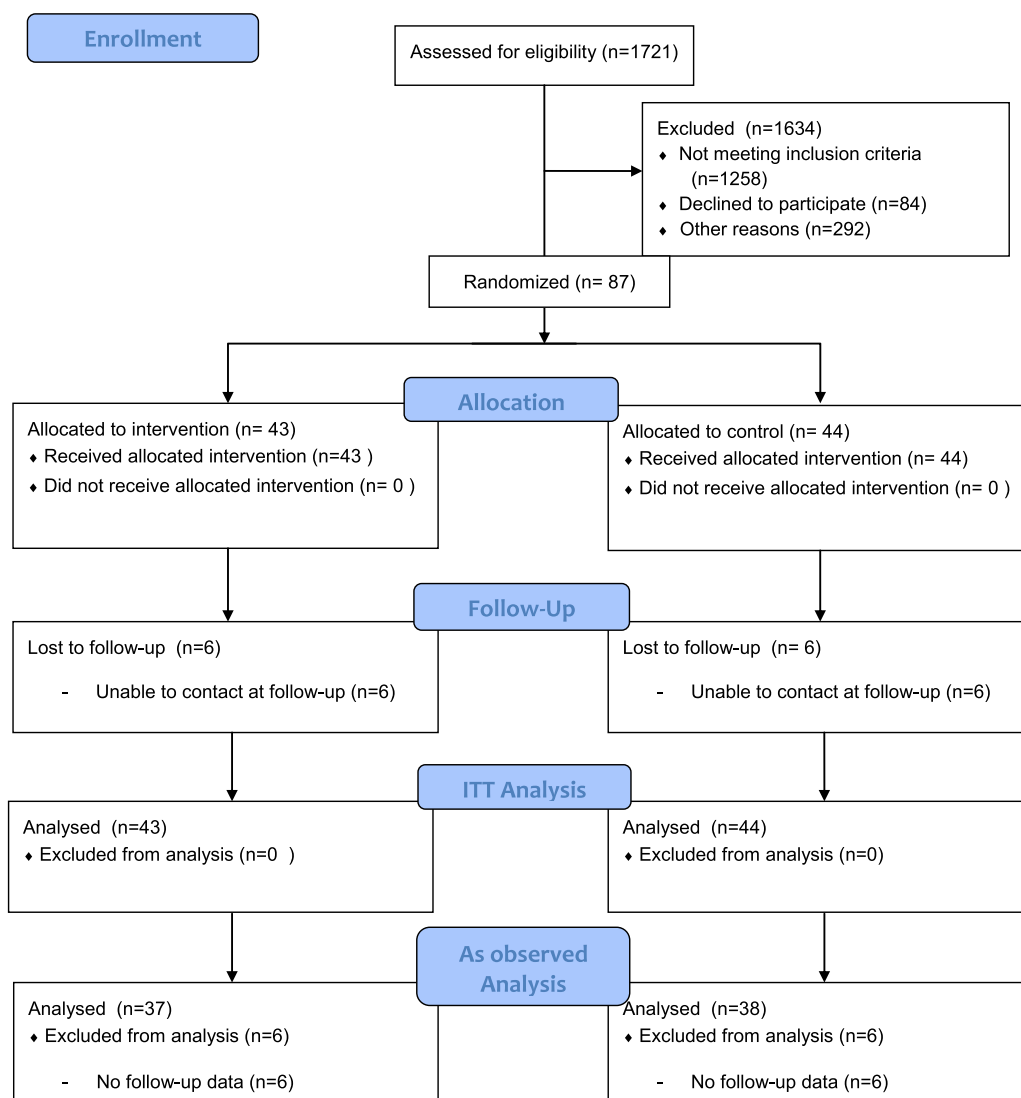 Enrollment
Assessed for eligibility (n=1721)
Excluded (n=1634)
♦ Not meeting inclusion criteria
(n=1258)
♦ Declined to participate (n=84)
♦ Other reasons (n=292)
Randomized (n= 87)
Allocation
Allocated to intervention (n= 43)
♦ Received allocated intervention (n=43 )
♦ Did not receive allocated intervention (n= 0 )
Allocated to control (n= 44)
♦ Received allocated intervention (n= 44)
♦ Did not receive allocated intervention (n= 0 )
Follow-Up
Lost to follow-up (n=6)
- Unable to contact at follow-up (n=6)
Lost to follow-up (n= 6)
- Unable to contact at follow-up (n=6)
ITT Analysis
Analysed (n=43)
♦ Excluded from analysis (n=0 )
Analysed (n=44)
♦ Excluded from analysis (n=0)
As observed
Analysis
Analysed (n=37)
♦ Excluded from analysis (n=6)
- No follow-up data (n=6)
Analysed (n=38)
♦ Excluded from analysis (n=6)
- No follow-up data (n=6)